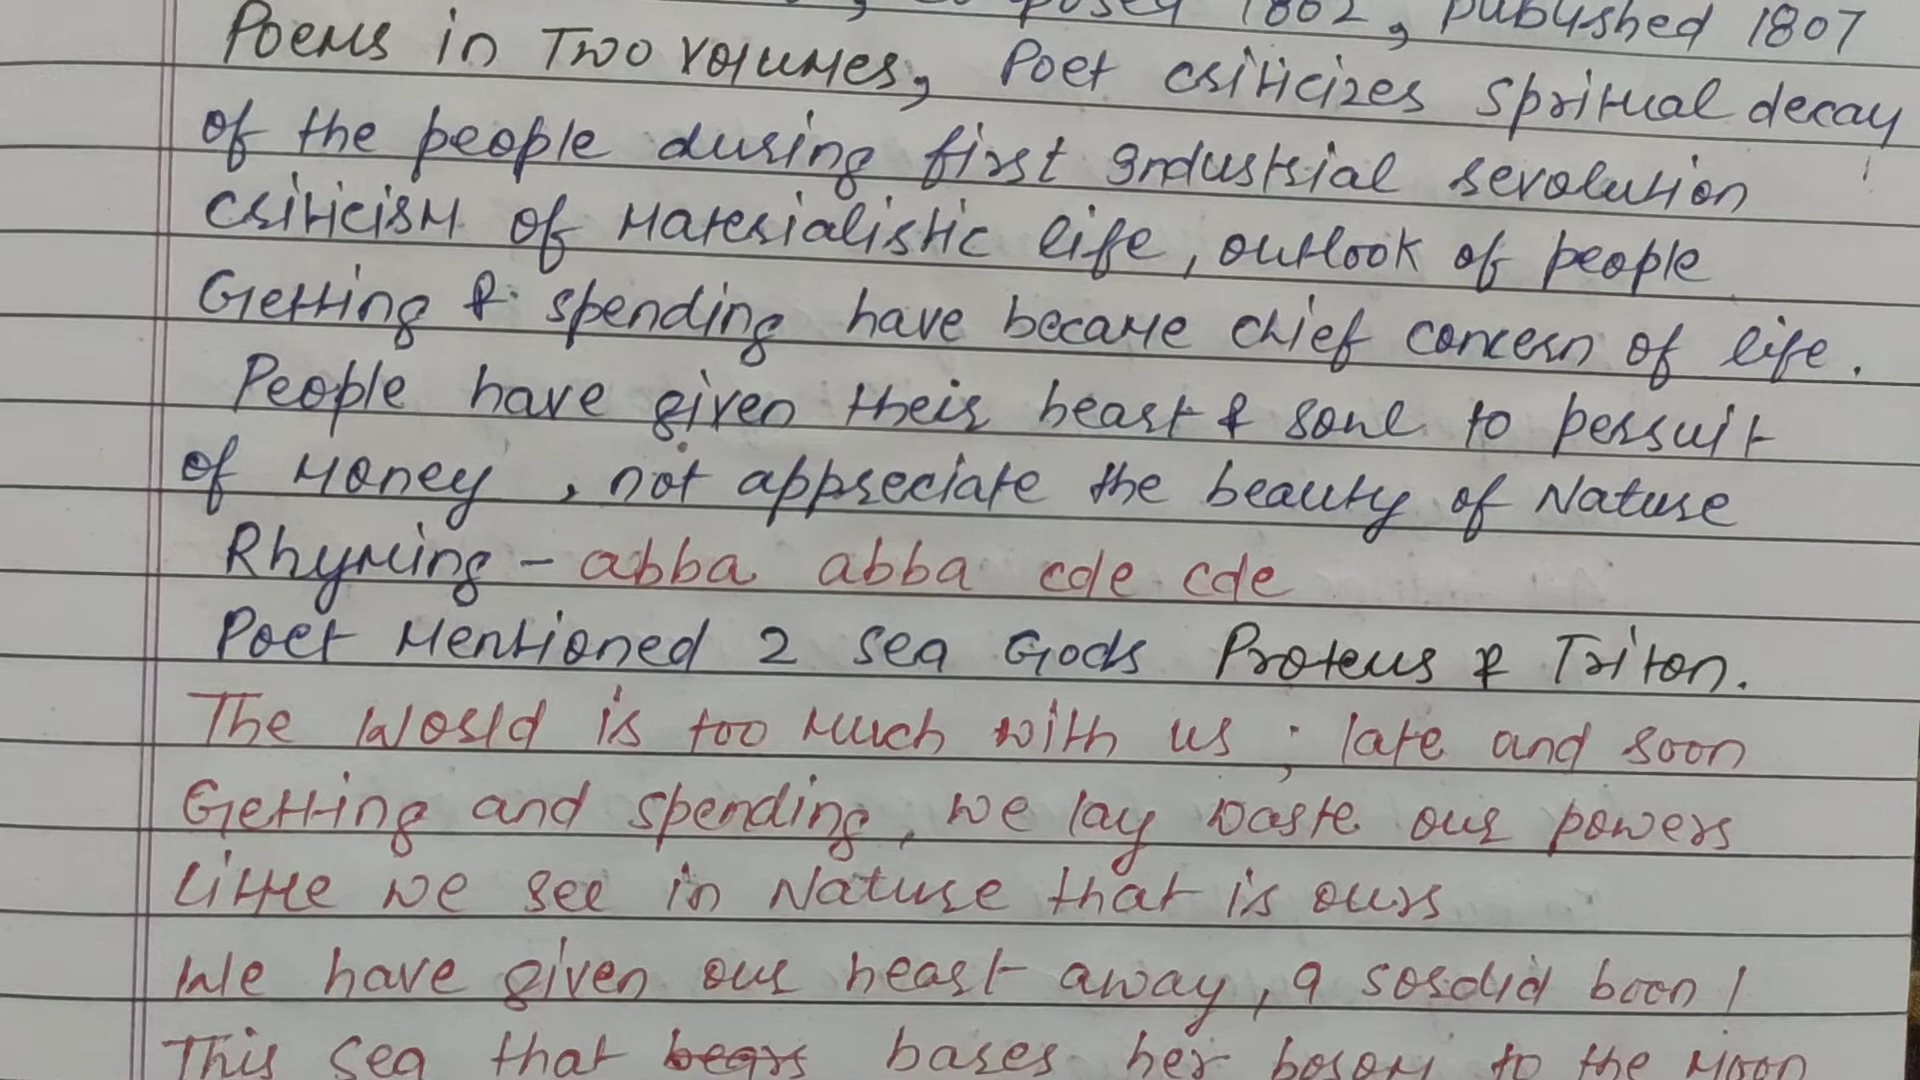 composed 1802, published 1807
Poems in Two Volumes, Poet criticizes Spritual decay
of the people during first Industrial revolution
Criticism of Materialistic life, outlook of people
Getting & spending have became chief concern of life.
People have given their heart & soul to persuit
of Money, not appreciate the beauty of Nature
Rhyming - abba abba cde cde
Poet Mentioned 2 Sea Gods Proteus & Triton.
The World is too Much with us ; late and soon
Getting and spending, we lay waste our powers
Little we see in Nature that is ours
We have given our heart away, a sordid boon!
This Sea that bears bares her bosom to the Moon